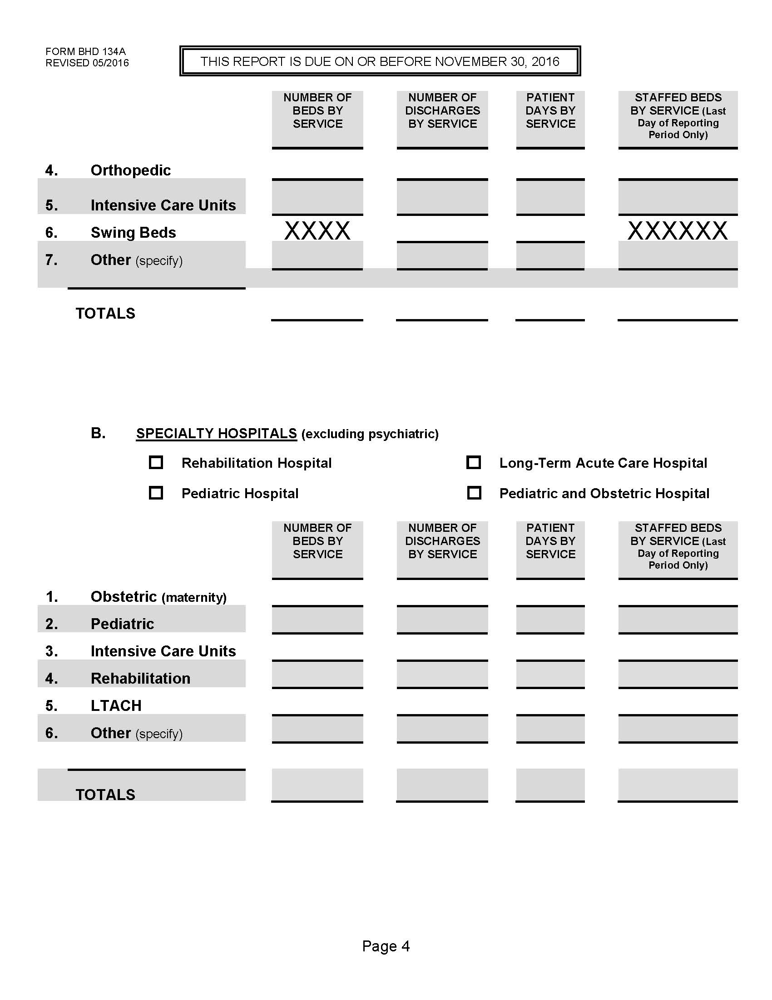 FORM BHD 134A
REVISED 05/2016
THIS REPORT IS DUE ON OR BEFORE NOVEMBER 30, 2016
NUMBER OF BEDS BY SERVICE
NUMBER OF DISCHARGES BY SERVICE
PATIENT DAYS BY SERVICE
STAFFED BEDS BY SERVICE (Last Day of Reporting Period Only)
4. Orthopedic
5. Intensive Care Units
6. Swing Beds XXXX XXXXXX
7. Other (specify)
TOTALS
B. SPECIALTY HOSPITALS (excluding psychiatric)
Rehabilitation Hospital Long-Term Acute Care Hospital
Pediatric Hospital Pediatric and Obstetric Hospital
NUMBER OF BEDS BY SERVICE
NUMBER OF DISCHARGES BY SERVICE
PATIENT DAYS BY SERVICE
STAFFED BEDS BY SERVICE (Last Day of Reporting Period Only)
1. Obstetric (maternity)
2. Pediatric
3. Intensive Care Units
4. Rehabilitation
5. LTACH
6. Other (specify)
TOTALS
Page 4